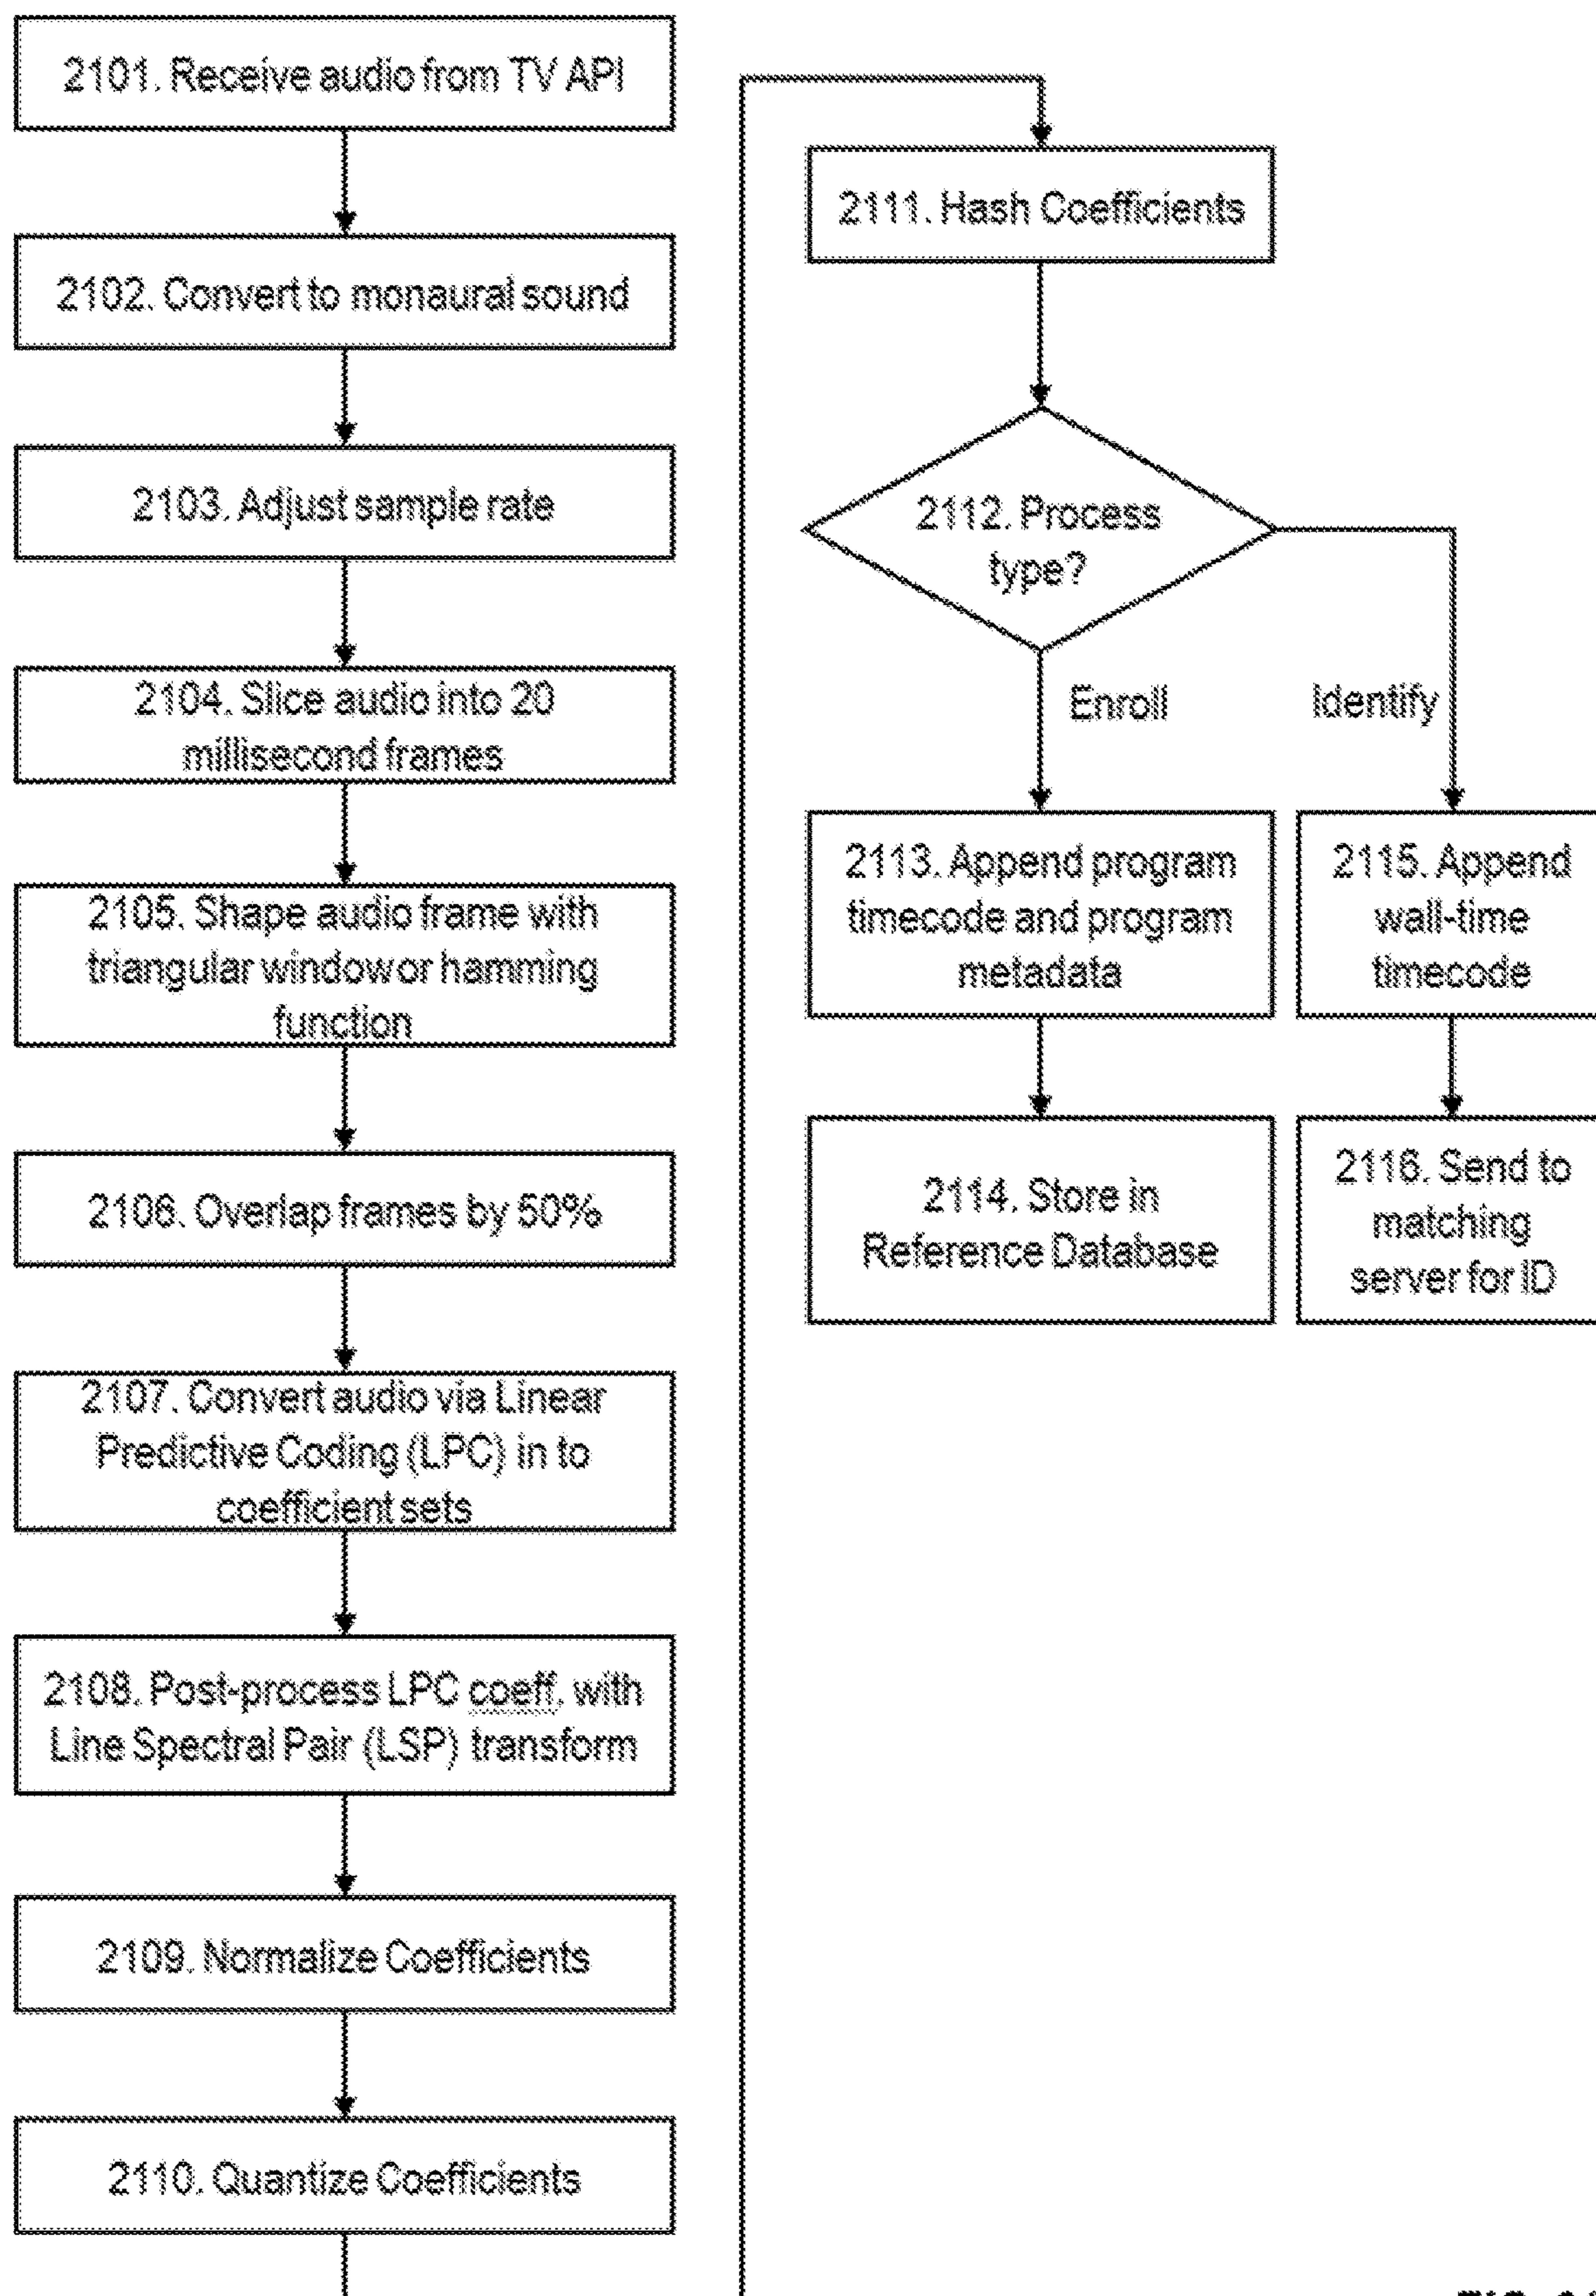 2101. Receive audio from TV API
2102. Convert to monaural sound
2103. Adjust sample rate
2104. Slice audio into 20
millisecond frames
2105. Shape audio frame with
triangular window or hamming
function
2106. Overlap frames by 50%
2107. Convert audio via Linear
Predictive Coding (LPC) in to
coefficient sets
2108. Post-process LPC coeff. with
Line Spectral Pair (LSP) transform
2109. Normalize Coefficients
2110. Quantize Coefficients
2111. Hash Coefficients
2112. Process
type?
Enroll
Identify
2113. Append program
timecode and program
metadata
2114. Store in
Reference Database
2115. Append
wall-time
timecode
2116. Send to
matching
server for ID